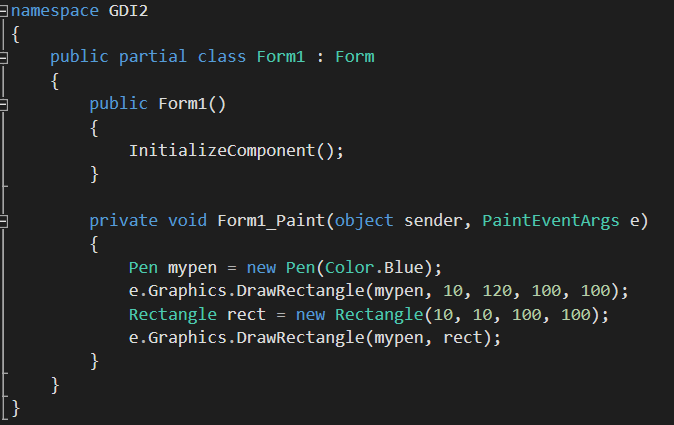 namespace GDI2
{
    public partial class Form1 : Form
    {
        public Form1()
        {
            InitializeComponent();
        }

        private void Form1_Paint(object sender, PaintEventArgs e)
        {
            Pen mypen = new Pen(Color.Blue);
            e.Graphics.DrawRectangle(mypen, 10, 120, 100, 100);
            Rectangle rect = new Rectangle(10, 10, 100, 100);
            e.Graphics.DrawRectangle(mypen, rect);
        }
    }
}